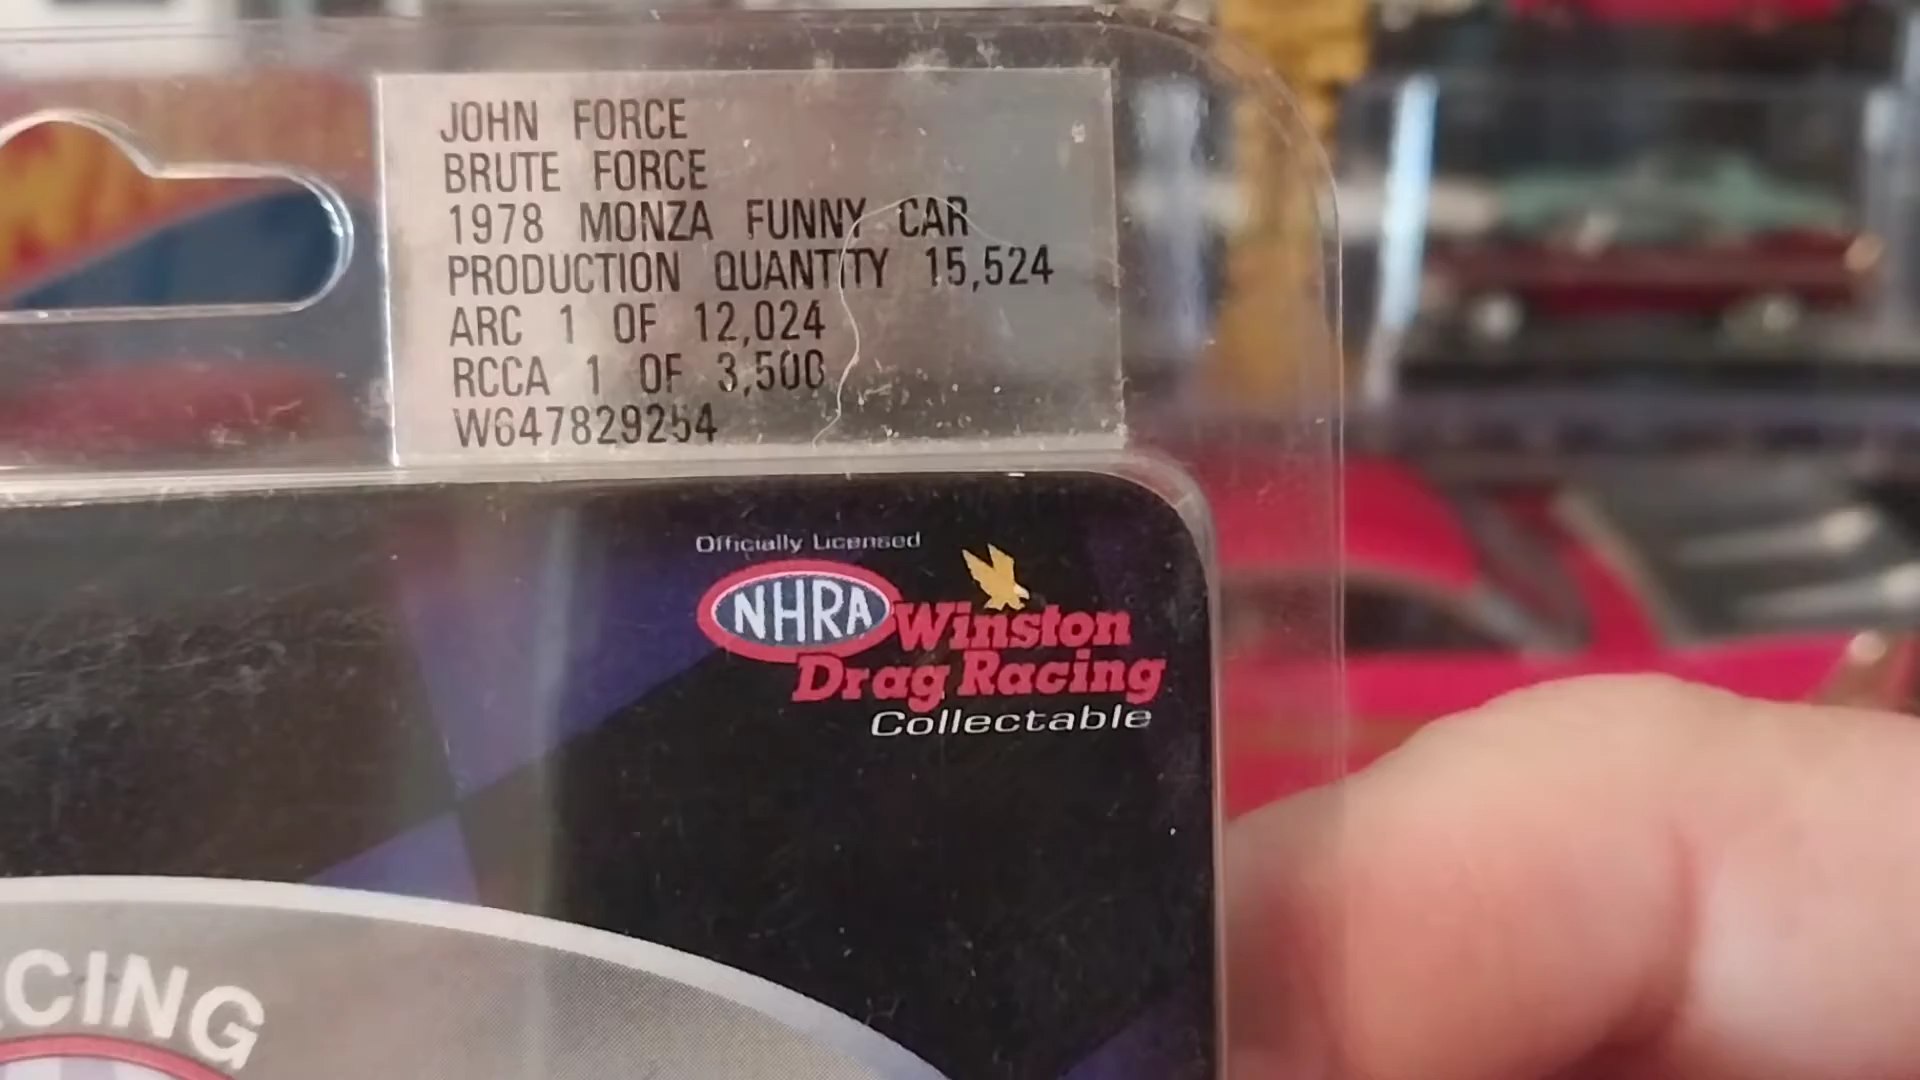 JOHN FORCE
BRUTE FORCE
1978 MONZA FUNNY CAR
PRODUCTION QUANTITY 15,524
ARC 1 OF 12,024
RCCA 1 OF 3,500
W647829254
Officially Licensed
NHRA Winston
Drag Racing
Collectable
CING